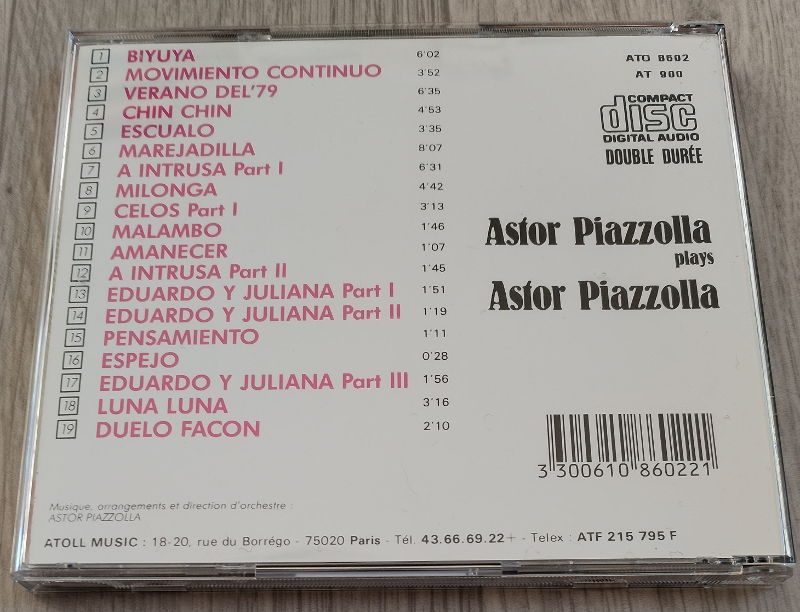 1 BIYUYA 6'02
2 MOVIMIENTO CONTINUO 3'52
3 VERANO DEL'79 6'35
4 CHIN CHIN 4'53
5 ESCUALO 3'35
6 MAREJADILLA 8'07
7 A INTRUSA Part I 6'31
8 MILONGA 4'42
9 CELOS Part I 3'13
10 MALAMBO 1'46
11 AMANECER 1'07
12 A INTRUSA Part II 1'45
13 EDUARDO Y JULIANA Part I 1'51
14 EDUARDO Y JULIANA Part II 1'19
15 PENSAMIENTO 1'11
16 ESPEJO 0'28
17 EDUARDO Y JULIANA Part III 1'56
18 LUNA LUNA 3'16
19 DUELO FACON 2'10
ATO 8602
AT 900
COMPACT
disc
DIGITAL AUDIO
DOUBLE DURÉE
Astor Piazzolla
plays
Astor Piazzolla
3 300610 860221
Musique, arrangements et direction d'orchestre :
ASTOR PIAZZOLLA
ATOLL MUSIC : 18-20, rue du Borrégo - 75020 Paris - Tél. 43.66.69.22+ - Telex : ATF 215 795 F